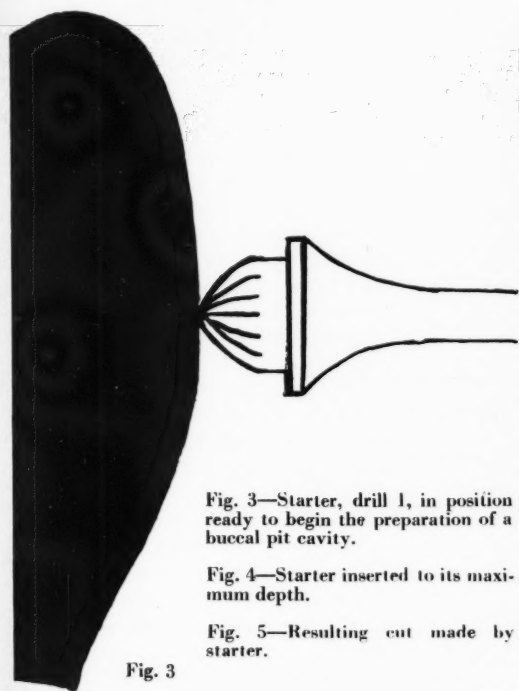 Fig. 3—Starter, drill 1, in position
ready to begin the preparation of a
buccal pit cavity.
Fig. 4—Starter inserted to its maxi-
mum depth.
Fig. 5—Resulting cut made by
starter.
Fig. 3